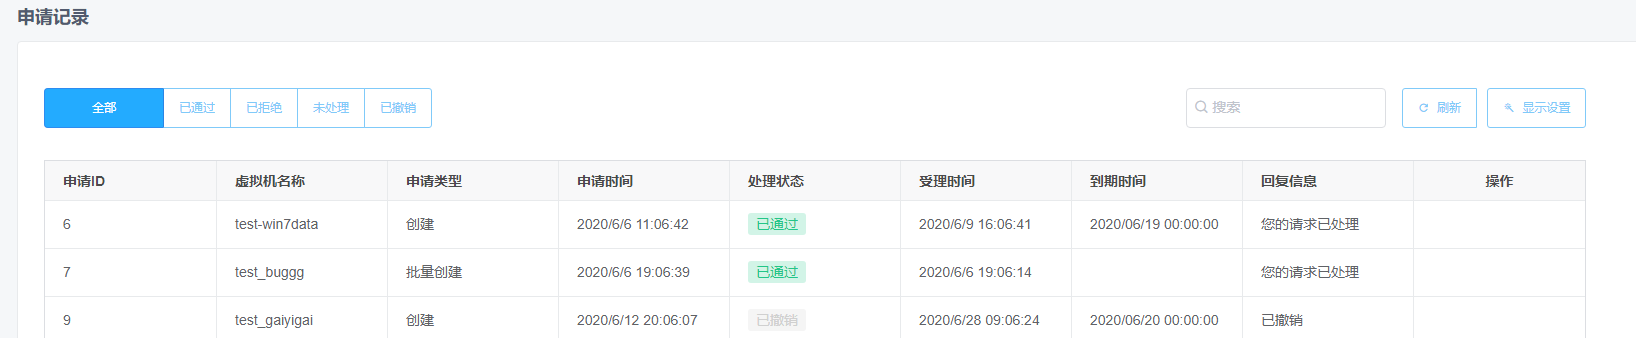 申请记录
全部 已通过 已拒绝 未处理 已撤销 搜索 刷新 显示设置
申请ID 虚拟机名称 申请类型 申请时间 处理状态 受理时间 到期时间 回复信息 操作
6 test-win7data 创建 2020/6/6 11:06:42 已通过 2020/6/9 16:06:41 2020/06/19 00:00:00 您的请求已处理
7 test_buggg 批量创建 2020/6/6 19:06:39 已通过 2020/6/6 19:06:14 您的请求已处理
9 test_gaiyigai 创建 2020/6/12 20:06:07 已撤销 2020/6/28 09:06:24 2020/06/20 00:00:00 已撤销